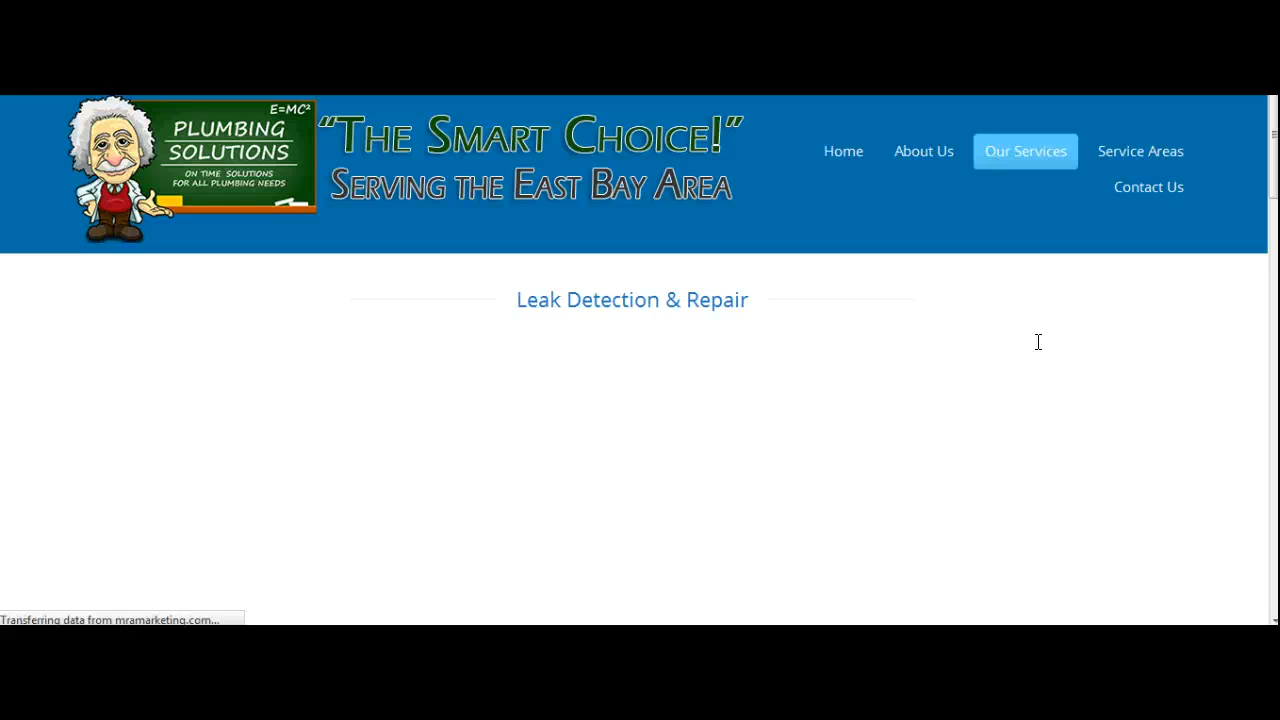 E=MC²
PLUMBING
SOLUTIONS
ON TIME SOLUTIONS
FOR ALL PLUMBING NEEDS
“THE SMART CHOICE!”
SERVING THE EAST BAY AREA
Home About Us Our Services Service Areas
Contact Us
Leak Detection & Repair
Transferring data from mramarketing.com...